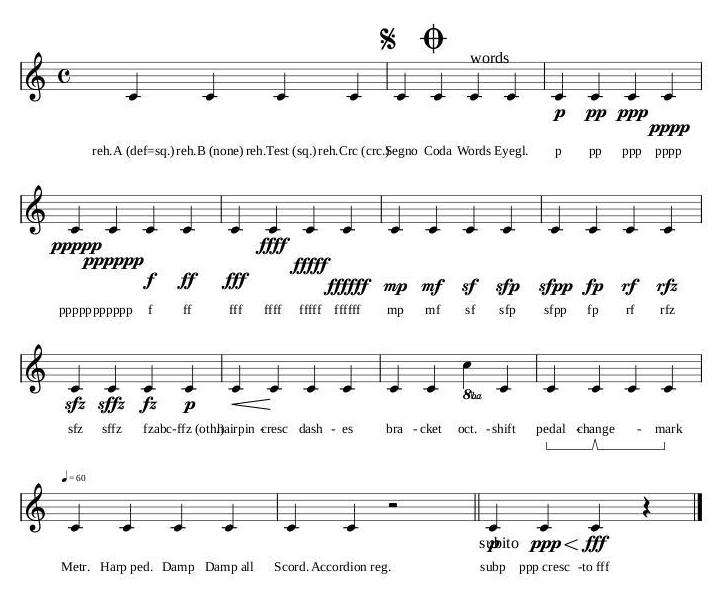 words
p pp ppp pppp
reh.A (def=sq.) reh.B (none) reh.Test (sq.) reh.Crc (crc.) Segno Coda Words Eyegl. p pp ppp pppp
ppppp pppppp f ff fff ffff fffff ffffff mp mf sf sfp sfpp fp rf rfz
ppppp pppppp f ff fff ffff fffff ffffff mp mf sf sfp sfpp fp rf rfz
sfz sffz fz p 8ba
sfz sffz fz abc-ffz (oth.) hairpin - cresc dash - es bra - cket oct. - shift pedal - change - mark
= 60
subito p ppp fff
Metr. Harp ped. Damp Damp all Scord. Accordion reg. subp ppp cresc -to fff